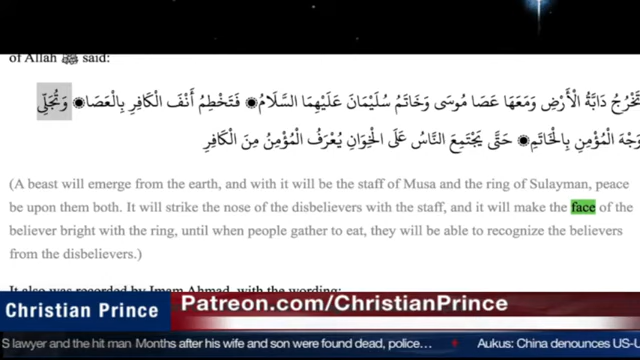 of Allah ﷺ said:
تَخْرُجُ دَابَّةُ الْأَرْضِ وَمَعَهَا عَصَا مُوسَى وَخَاتَمُ سُلَيْمَانَ عَلَيْهِمَا السَّلَامُ فَتَخْطِمُ أَنْفَ الْكَافِرِ بِالْعَصَا وَتُجَلِّي
وَجْهَ الْمُؤْمِنِ بِالْخَاتَمِ حَتَّى يَجْتَمِعَ النَّاسُ عَلَى الْخِوَانِ يُعْرَفُ الْمُؤْمِنُ مِنَ الْكَافِرِ
(A beast will emerge from the earth, and with it will be the staff of Musa and the ring of Sulayman, peace
be upon them both. It will strike the nose of the disbelievers with the staff, and it will make the face of the
believer bright with the ring, until when people gather to eat, they will be able to recognize the believers
from the disbelievers.)
It also was recorded by Imam Ahmad, with the wording:
Christian Prince
Patreon.com/ChristianPrince
S lawyer and the hit man Months after his wife and son were found dead, police…
Aukus: China denounces US-U